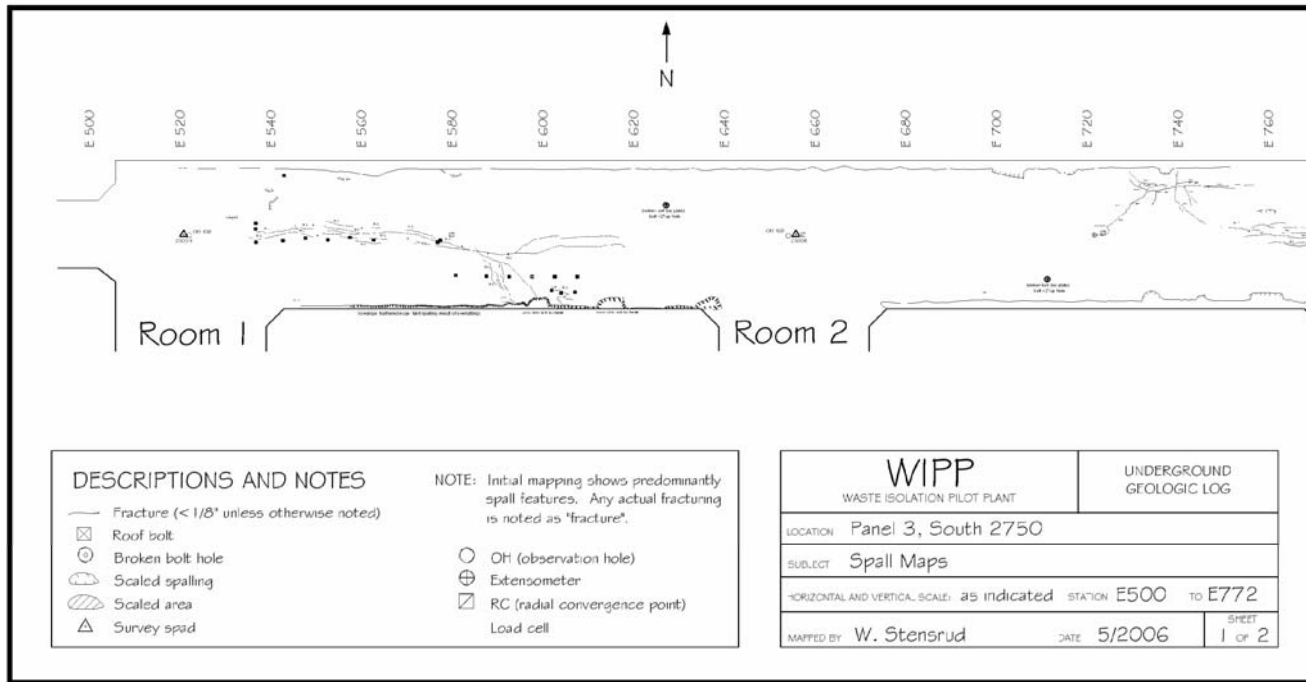 N
E 500
E 520
E 540
E 560
E 580
E 600
E 620
E 640
E 660
E 680
E 700
E 720
E 740
E 760
Room 1
Room 2
DESCRIPTIONS AND NOTES
Fracture (< 1/8" unless otherwise noted)
Roof bolt
Broken bolt hole
Scaled spalling
Scaled area
Survey spad
NOTE: Initial mapping shows predominantly
spall features. Any actual fracturing
is noted as "fracture".
OH (observation hole)
Extensometer
RC (radial convergence point)
Load cell
WIPP
WASTE ISOLATION PILOT PLANT
UNDERGROUND
GEOLOGIC LOG
LOCATION Panel 3, South 2750
SUBJECT Spall Maps
HORIZONTAL AND VERTICAL SCALE: as indicated STATION E500 TO E772
MAPPED BY W. Stensrud DATE 5/2006
SHEET
1 OF 2